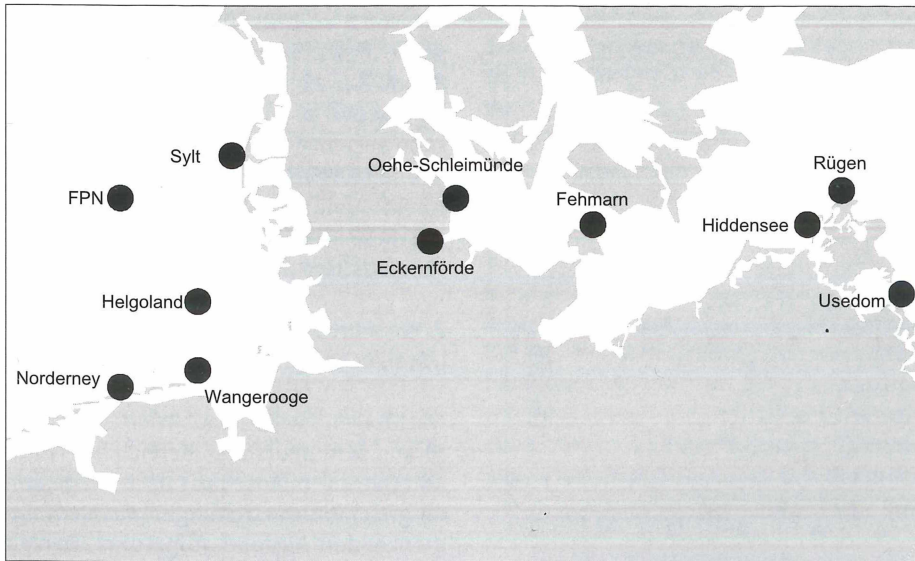 Sylt
Oehe-Schleimünde
Rügen
FPN
Fehmarn
Hiddensee
Eckernförde
Helgoland
Usedom
Norderney
Wangerooge